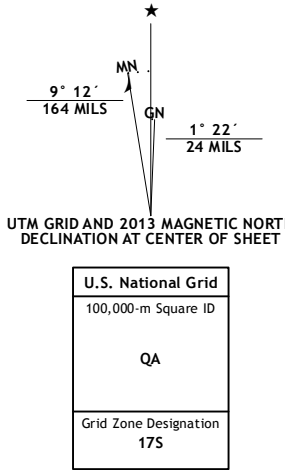 ★
MN
GN
9° 12´
164 MILS
1° 22´
24 MILS
UTM GRID AND 2013 MAGNETIC NORT
DECLINATION AT CENTER OF SHEET
U.S. National Grid
100,000-m Square ID
QA
Grid Zone Designation
17S